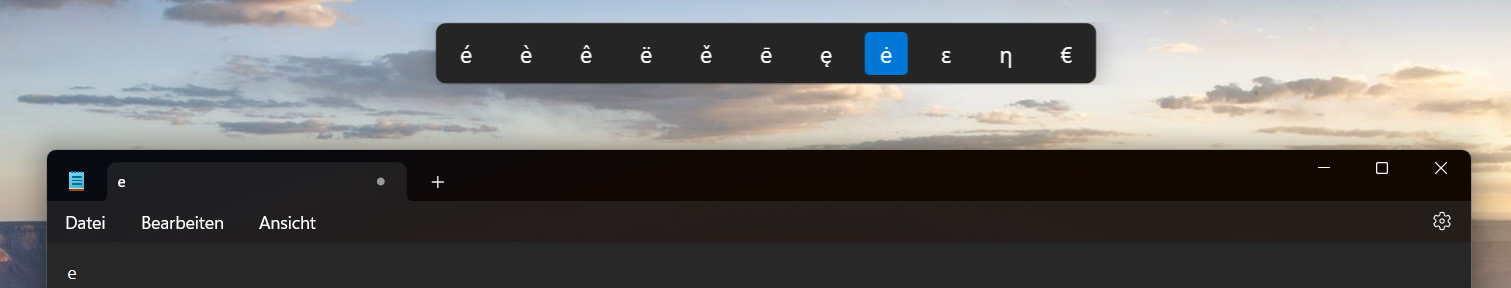 é è ê ë ě ē ę ė ε η €
e
Datei Bearbeiten Ansicht
e